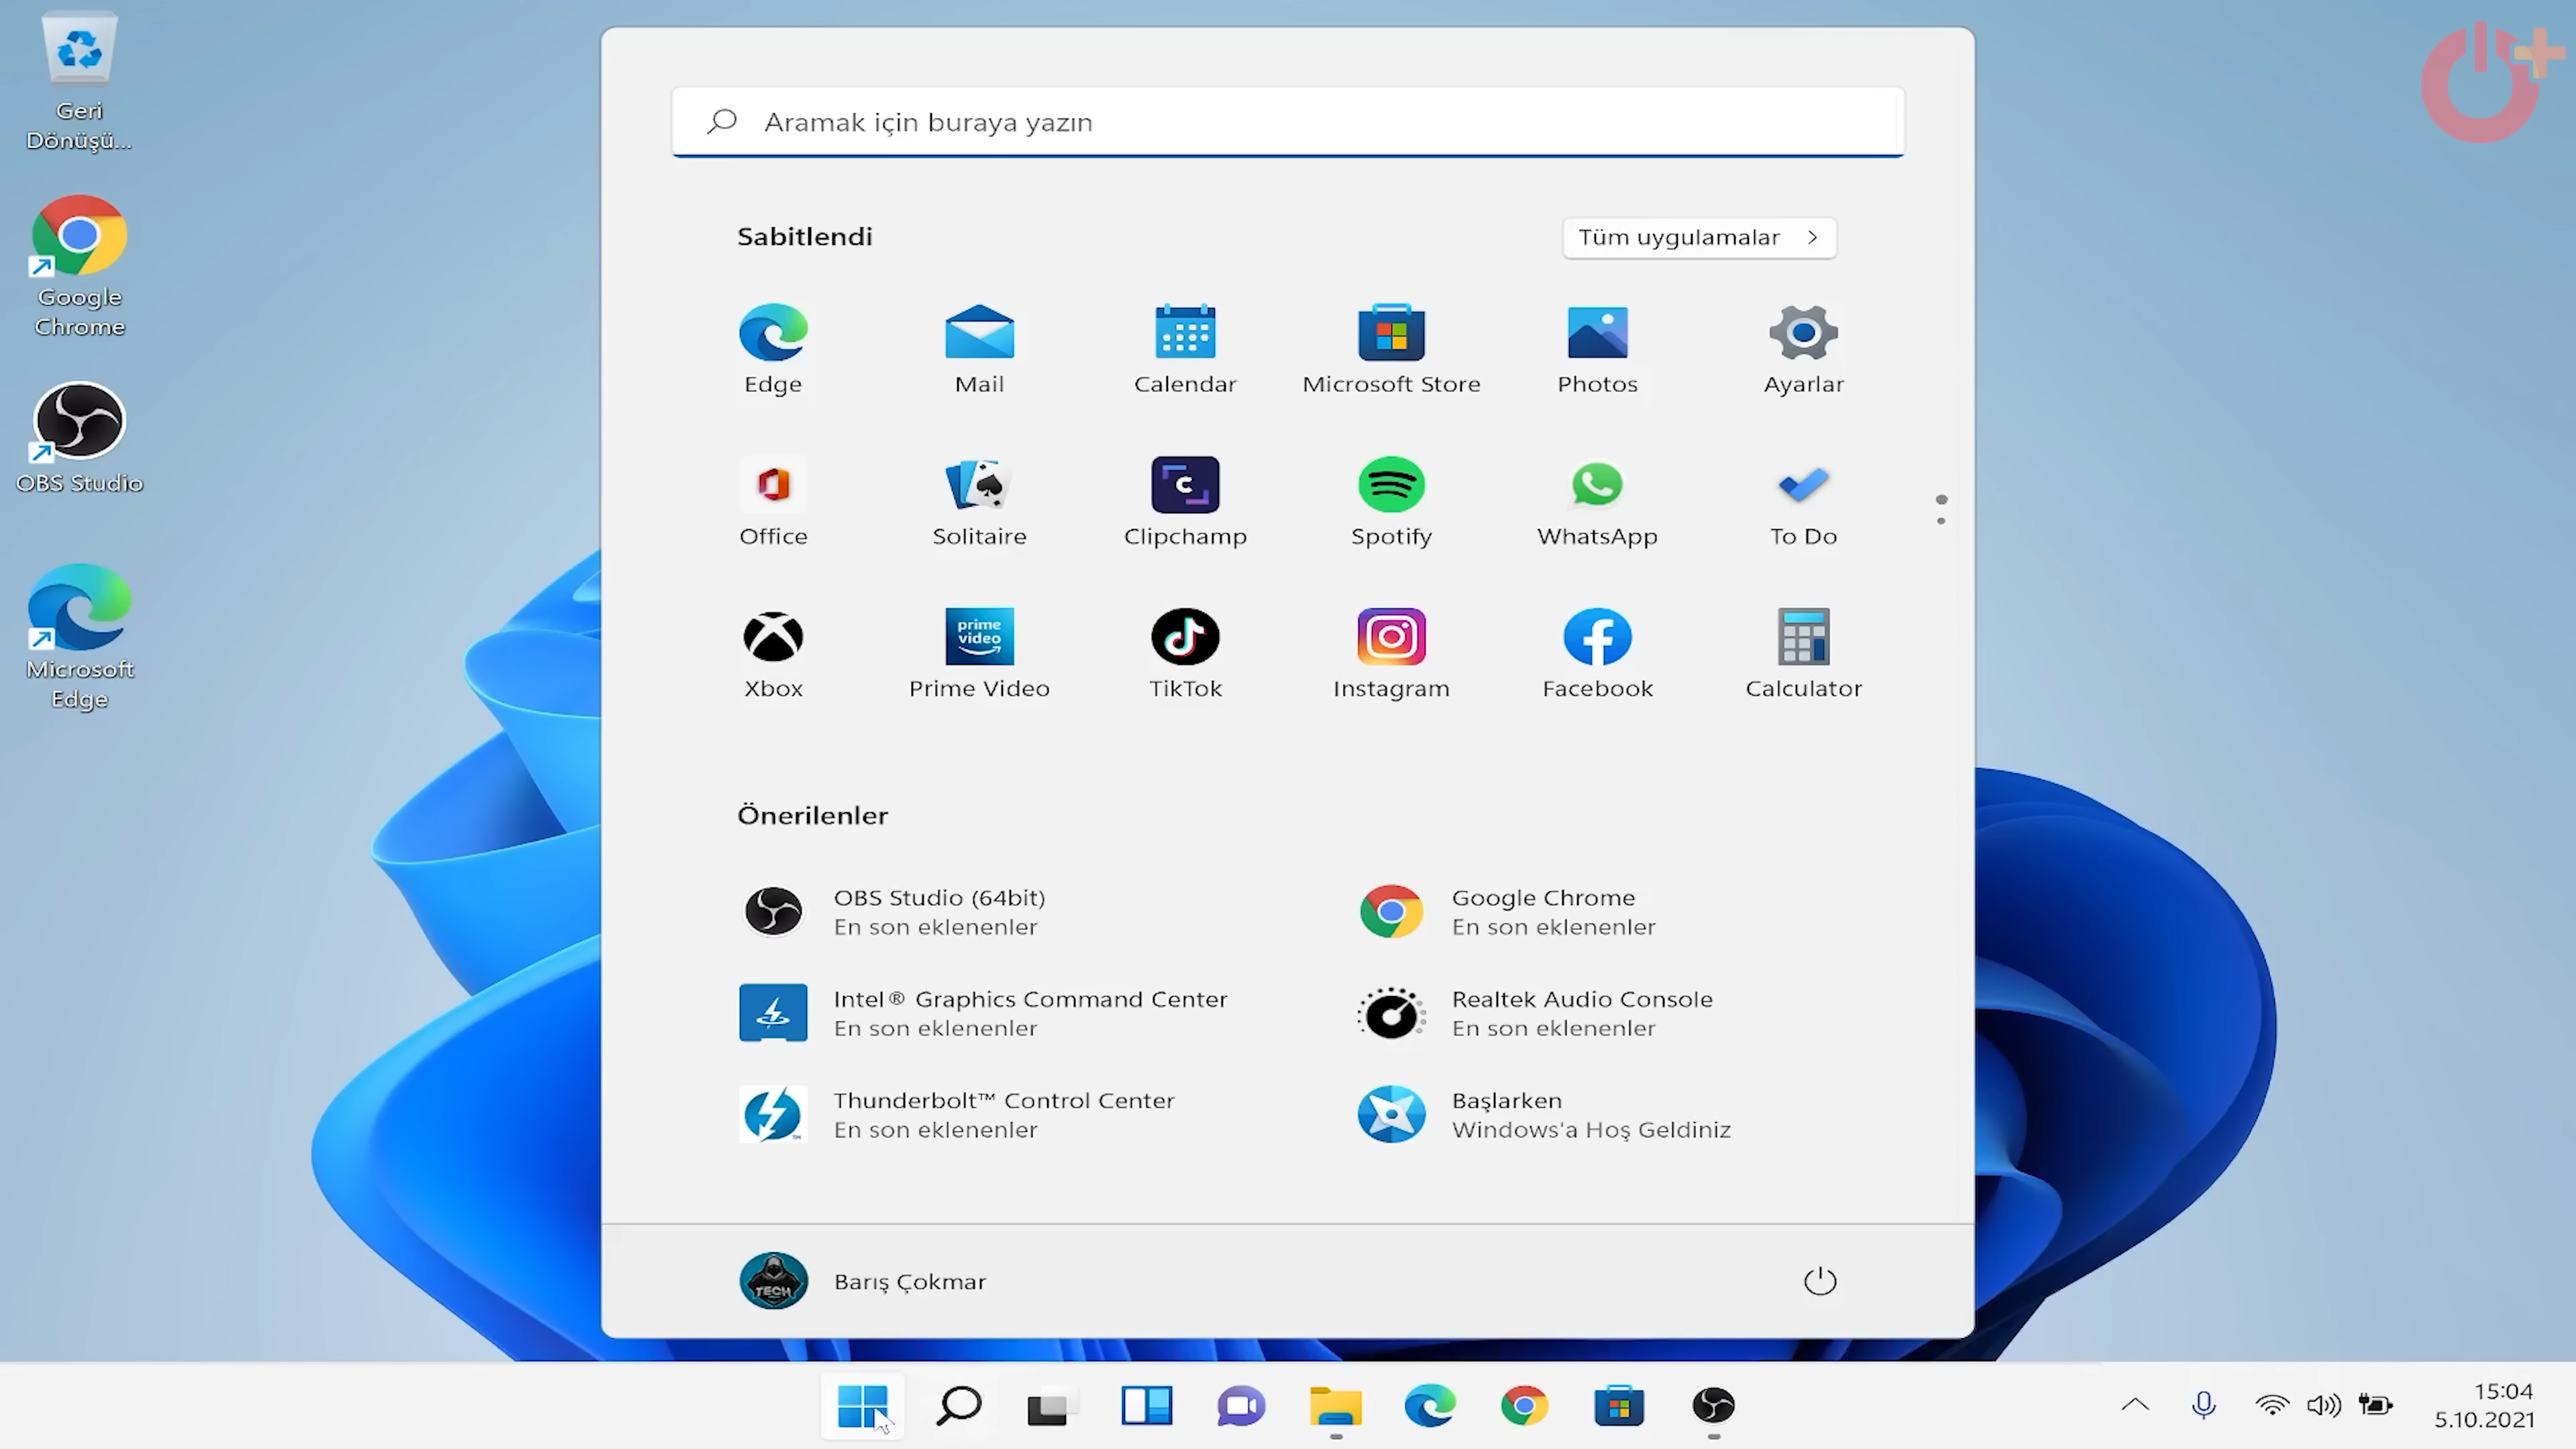 Geri
Dönüşü...
Google
Chrome
OBS Studio
Microsoft
Edge
Aramak için buraya yazın
Sabitlendi
Tüm uygulamalar
Edge
Mail
Calendar
Microsoft Store
Photos
Ayarlar
Office
Solitaire
C
Clipchamp
Spotify
WhatsApp
To Do
Xbox
prime
video
Prime Video
TikTok
Instagram
Facebook
Calculator
Önerilenler
OBS Studio (64bit)
En son eklenenler
Google Chrome
En son eklenenler
Intel® Graphics Command Center
En son eklenenler
Realtek Audio Console
En son eklenenler
Thunderbolt™ Control Center
En son eklenenler
Başlarken
Windows'a Hoş Geldiniz
TECH
Barış Çokmar
15:04
5.10.2021